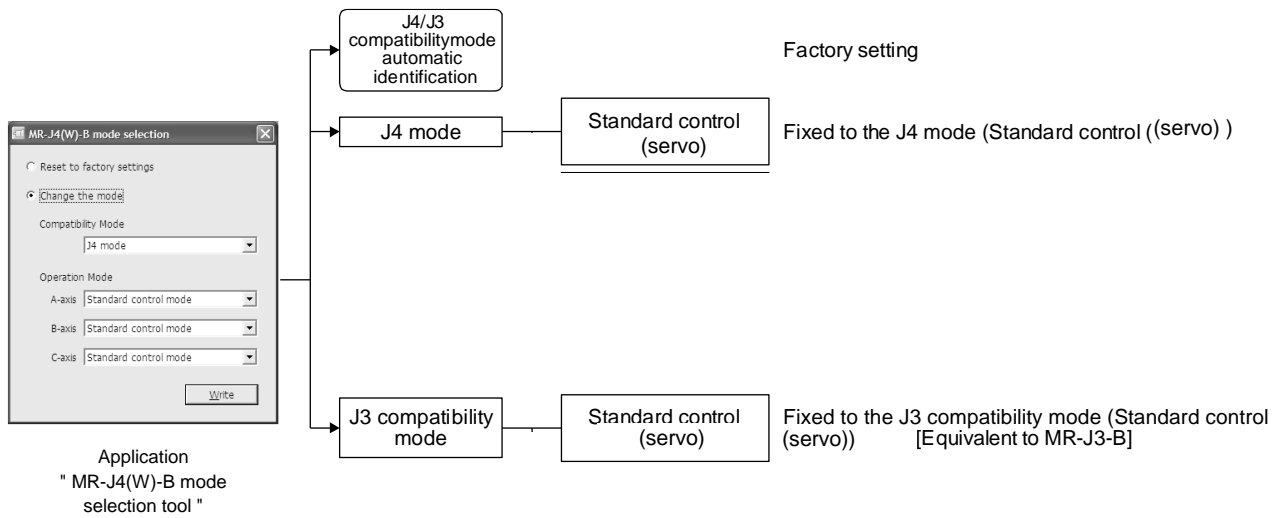 J4/J3
compatibilitymode
automatic
identification
Factory setting
MR-J4(W)-B mode selection
Reset to factory settings
Change the mode
Compatibility Mode
J4 mode
Operation Mode
A-axis Standard control mode
B-axis Standard control mode
C-axis Standard control mode
Write
Application
" MR-J4(W)-B mode
selection tool "
J4 mode
Standard control
(servo)
Fixed to the J4 mode (Standard control ((servo) )
J3 compatibility
mode
Standard control
(servo)
Fixed to the J3 compatibility mode (Standard control
(servo)) [Equivalent to MR-J3-B]